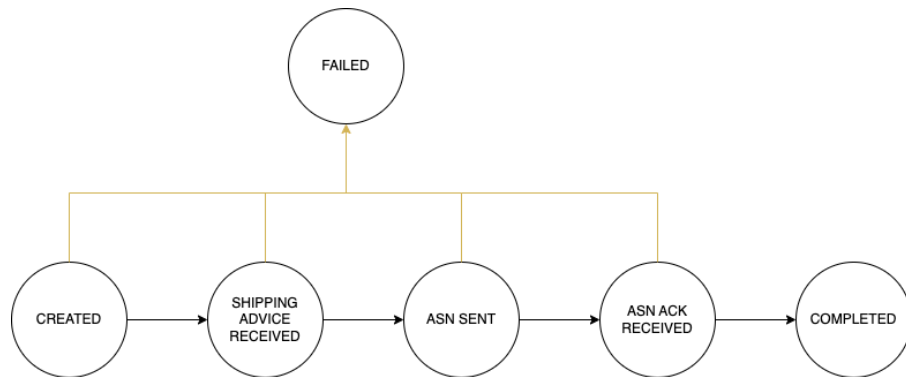 FAILED
CREATED
SHIPPING
ADVICE
RECEIVED
ASN SENT
ASN ACK
RECEIVED
COMPLETED